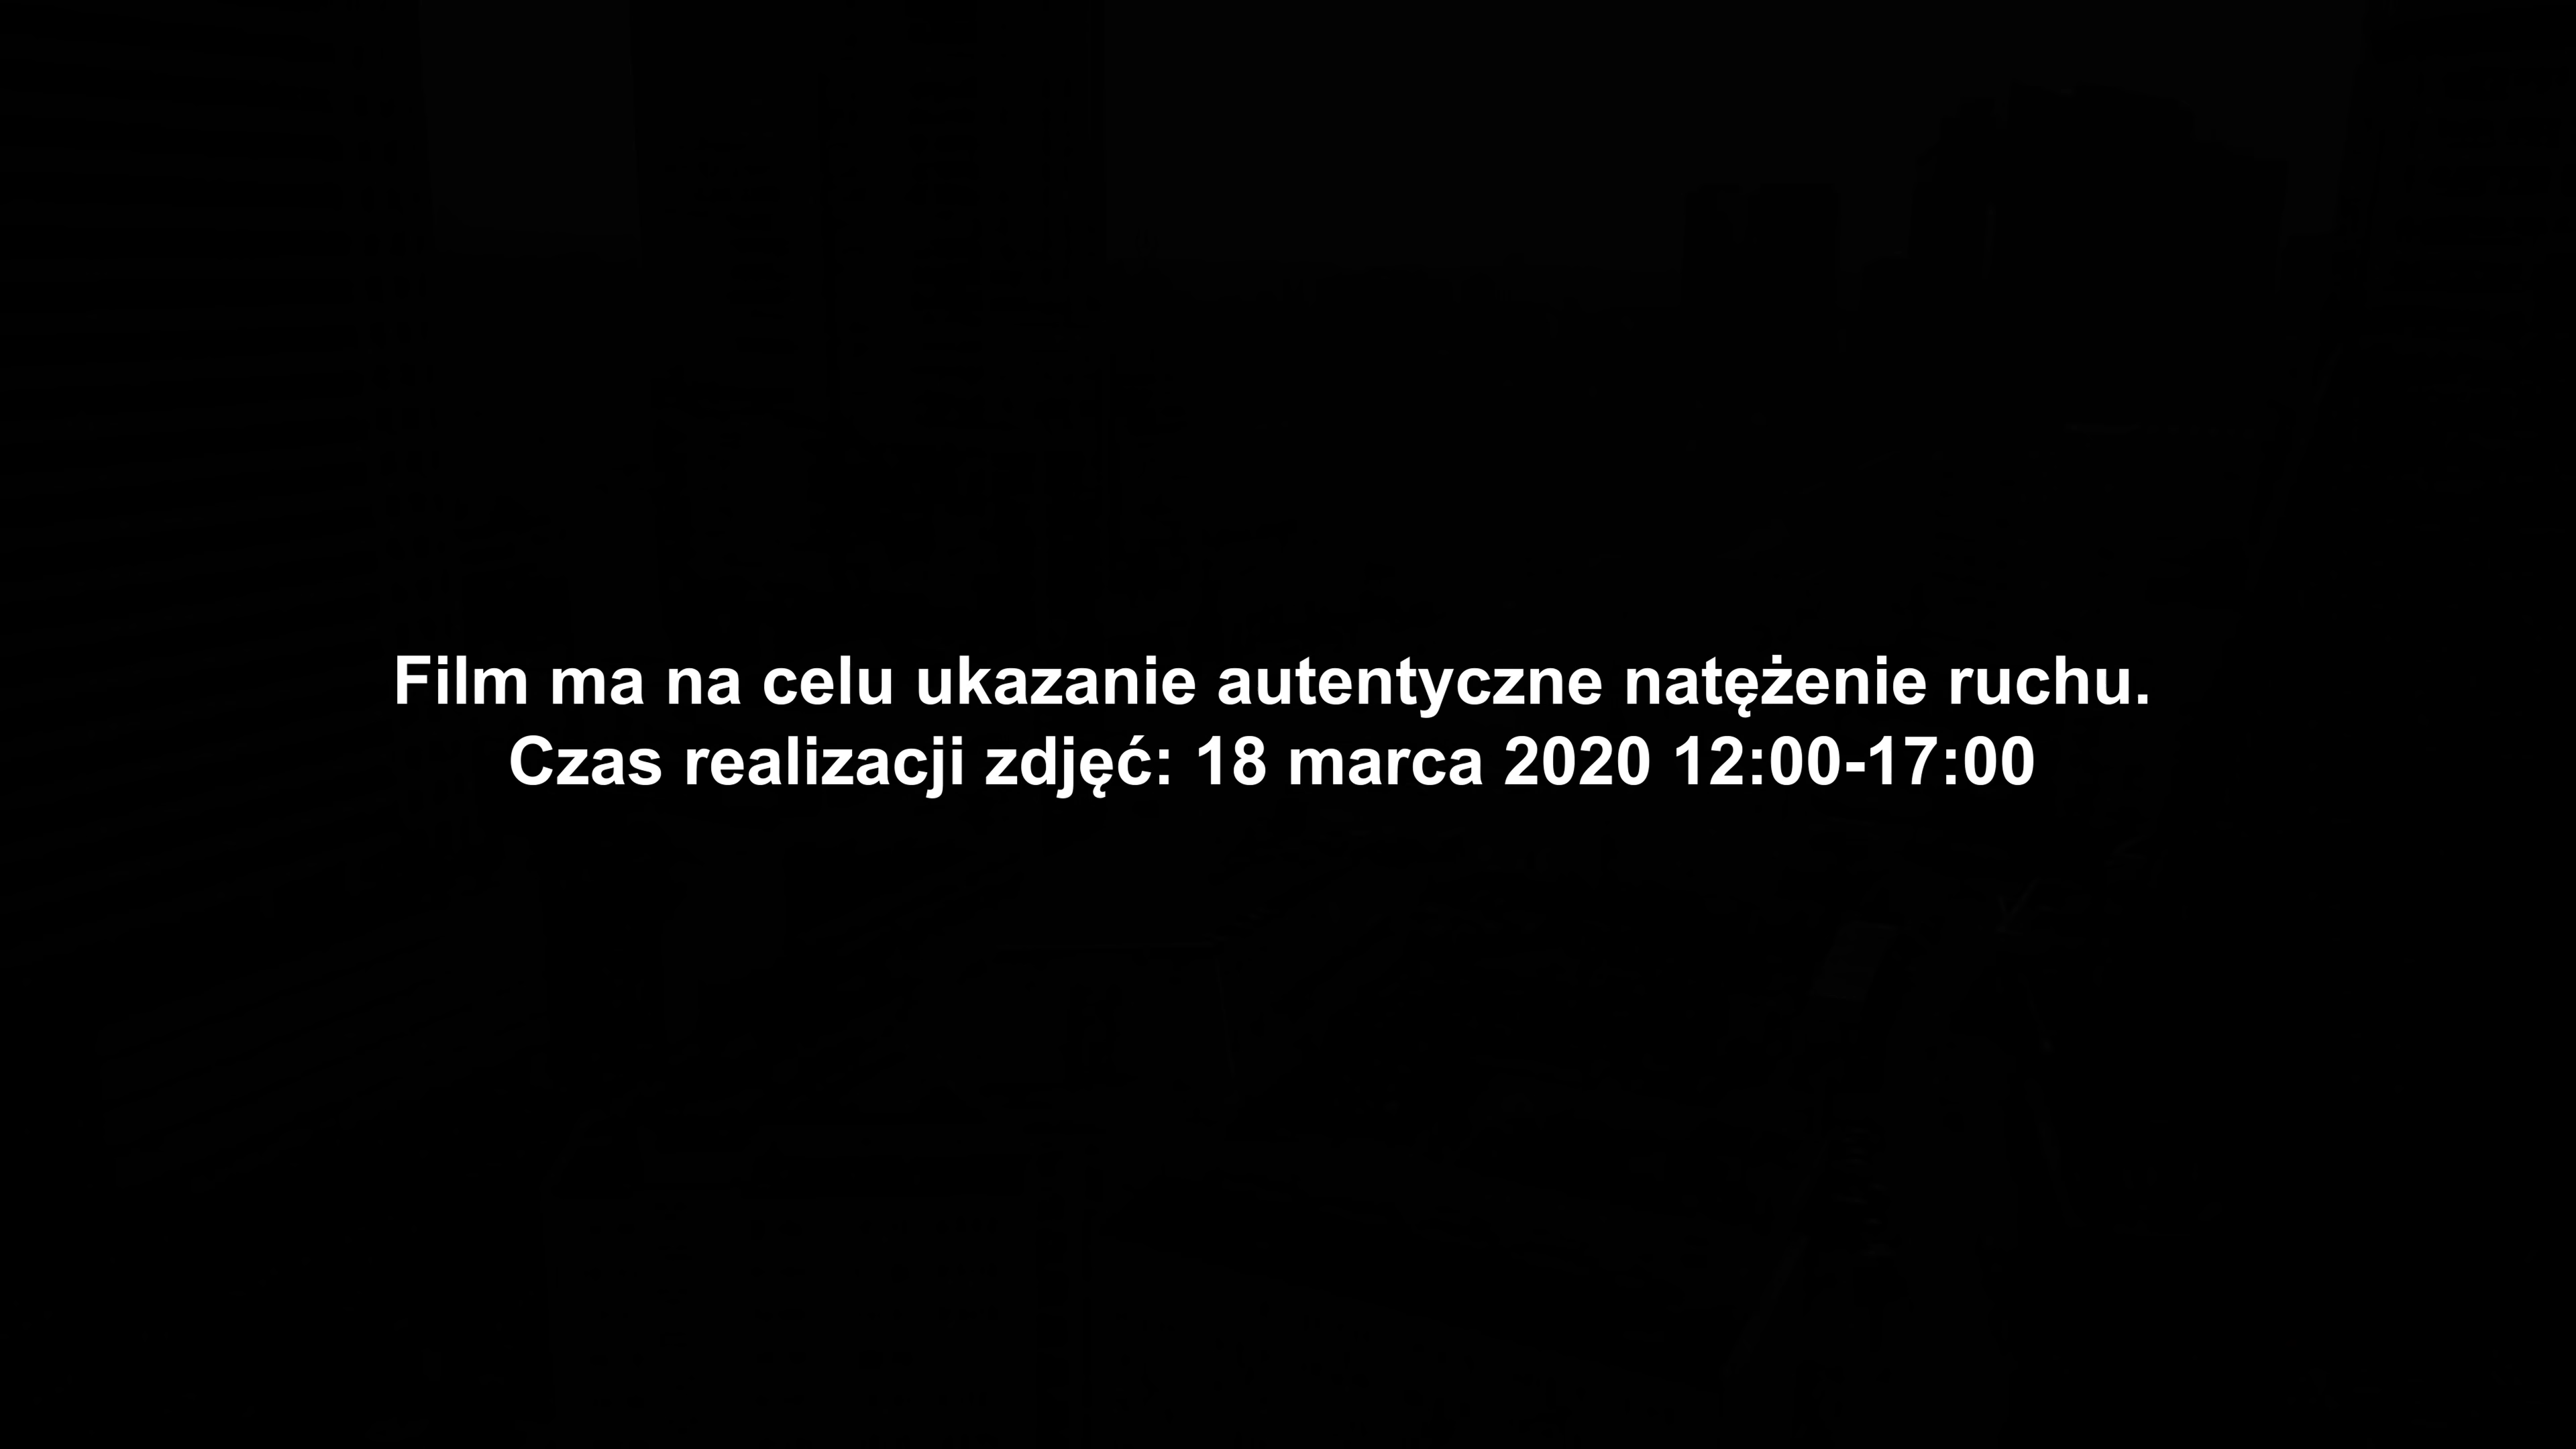 Film ma na celu ukazanie autentyczne natężenie ruchu.
Czas realizacji zdjęć: 18 marca 2020 12:00-17:00